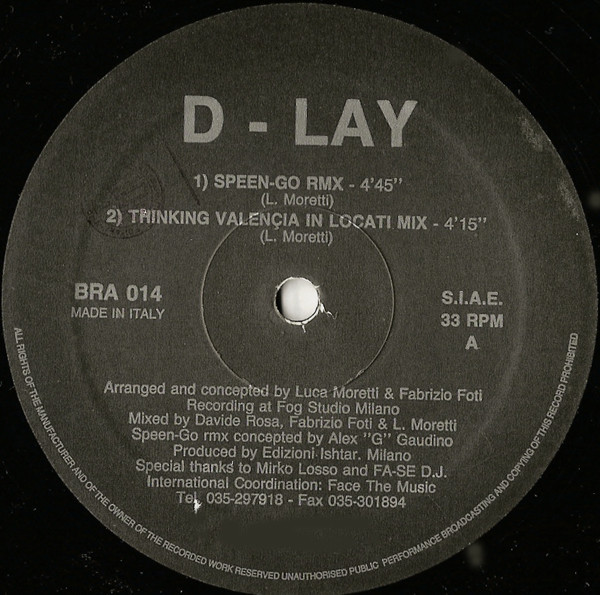 D - LAY
1) SPEEN-GO RMX - 4'45"
(L. Moretti)
2) THINKING VALENCIA IN LOCATI MIX - 4'15"
(L. Moretti)
BRA 014
MADE IN ITALY
S.I.A.E.
33 RPM
A
Arranged and concepted by Luca Moretti & Fabrizio Foti
Recording at Fog Studio Milano
Mixed by Davide Rosa, Fabrizio Foti & L. Moretti
Speen-Go rmx concepted by Alex "G" Gaudino
Produced by Edizioni Ishtar. Milano
Special thanks to Mirko Losso and FA-SE D.J.
International Coordination: Face The Music
Tel. 035-297918 - Fax 035-301894
ALL RIGHTS OF THE MANUFACTURER AND OF THE OWNER OF THE RECORDED WORK RESERVED UNAUTHORISED PUBLIC PERFORMANCE BROADCASTING AND COPYING OF THIS RECORD PROHIBITED